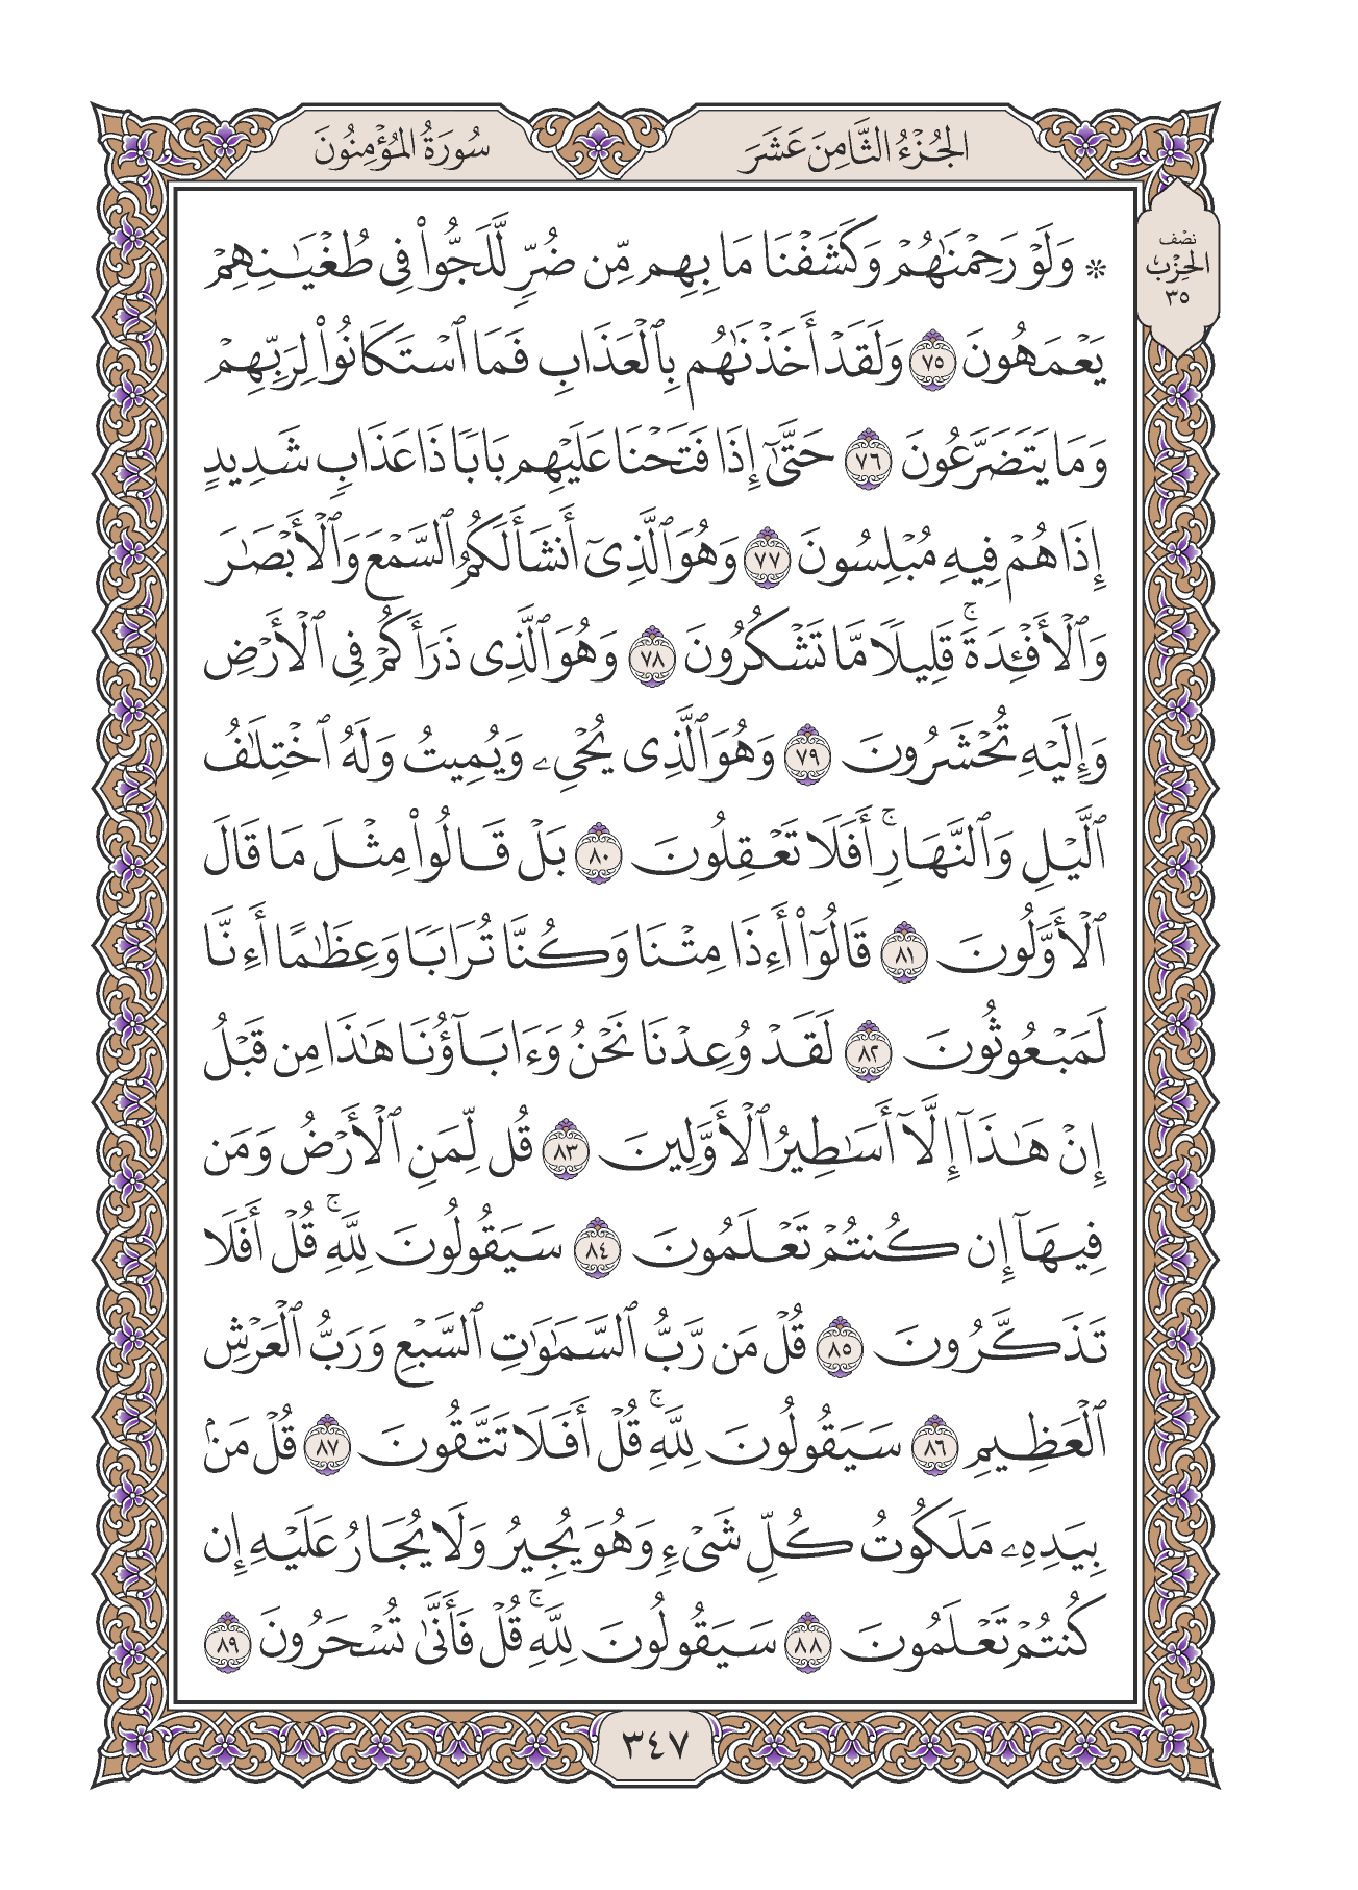 الجُزْءُ الثَّامِنَ عَشَرَ
سُورَةُ المُؤْمِنُونَ
نصْف
الحِزْب
٣٥
۞ وَلَوۡ رَحِمۡنَٰهُمۡ وَكَشَفۡنَا مَا بِهِم مِّن ضُرّٖ لَّلَجُّواْ فِي طُغۡيَٰنِهِمۡ
يَعۡمَهُونَ ٧٥ وَلَقَدۡ أَخَذۡنَٰهُم بِٱلۡعَذَابِ فَمَا ٱسۡتَكَانُواْ لِرَبِّهِمۡ
وَمَا يَتَضَرَّعُونَ ٧٦ حَتَّىٰٓ إِذَا فَتَحۡنَا عَلَيۡهِم بَابٗا ذَا عَذَابٖ شَدِيدٍ
إِذَا هُمۡ فِيهِ مُبۡلِسُونَ ٧٧ وَهُوَ ٱلَّذِيٓ أَنشَأَ لَكُمُ ٱلسَّمۡعَ وَٱلۡأَبۡصَٰرَ
وَٱلۡأَفۡـِٔدَةَۚ قَلِيلٗا مَّا تَشۡكُرُونَ ٧٨ وَهُوَ ٱلَّذِي ذَرَأَكُمۡ فِي ٱلۡأَرۡضِ
وَإِلَيۡهِ تُحۡشَرُونَ ٧٩ وَهُوَ ٱلَّذِي يُحۡيِۦ وَيُمِيتُ وَلَهُ ٱخۡتِلَٰفُ
ٱلَّيۡلِ وَٱلنَّهَارِۚ أَفَلَا تَعۡقِلُونَ ٨٠ بَلۡ قَالُواْ مِثۡلَ مَا قَالَ
ٱلۡأَوَّلُونَ ٨١ قَالُوٓاْ أَءِذَا مِتۡنَا وَكُنَّا تُرَابٗا وَعِظَٰمًا أَءِنَّا
لَمَبۡعُوثُونَ ٨٢ لَقَدۡ وُعِدۡنَا نَحۡنُ وَءَابَآؤُنَا هَٰذَا مِن قَبۡلُ
إِنۡ هَٰذَآ إِلَّآ أَسَٰطِيرُ ٱلۡأَوَّلِينَ ٨٣ قُل لِّمَنِ ٱلۡأَرۡضُ وَمَن
فِيهَآ إِن كُنتُمۡ تَعۡلَمُونَ ٨٤ سَيَقُولُونَ لِلَّهِۚ قُلۡ أَفَلَا
تَذَكَّرُونَ ٨٥ قُلۡ مَن رَّبُّ ٱلسَّمَٰوَٰتِ ٱلسَّبۡعِ وَرَبُّ ٱلۡعَرۡشِ
ٱلۡعَظِيمِ ٨٦ سَيَقُولُونَ لِلَّهِۚ قُلۡ أَفَلَا تَتَّقُونَ ٨٧ قُلۡ مَنۢ
بِيَدِهِۦ مَلَكُوتُ كُلِّ شَيۡءٖ وَهُوَ يُجِيرُ وَلَا يُجَارُ عَلَيۡهِ إِن
كُنتُمۡ تَعۡلَمُونَ ٨٨ سَيَقُولُونَ لِلَّهِۚ قُلۡ فَأَنَّىٰ تُسۡحَرُونَ ٨٩
٣٤٧